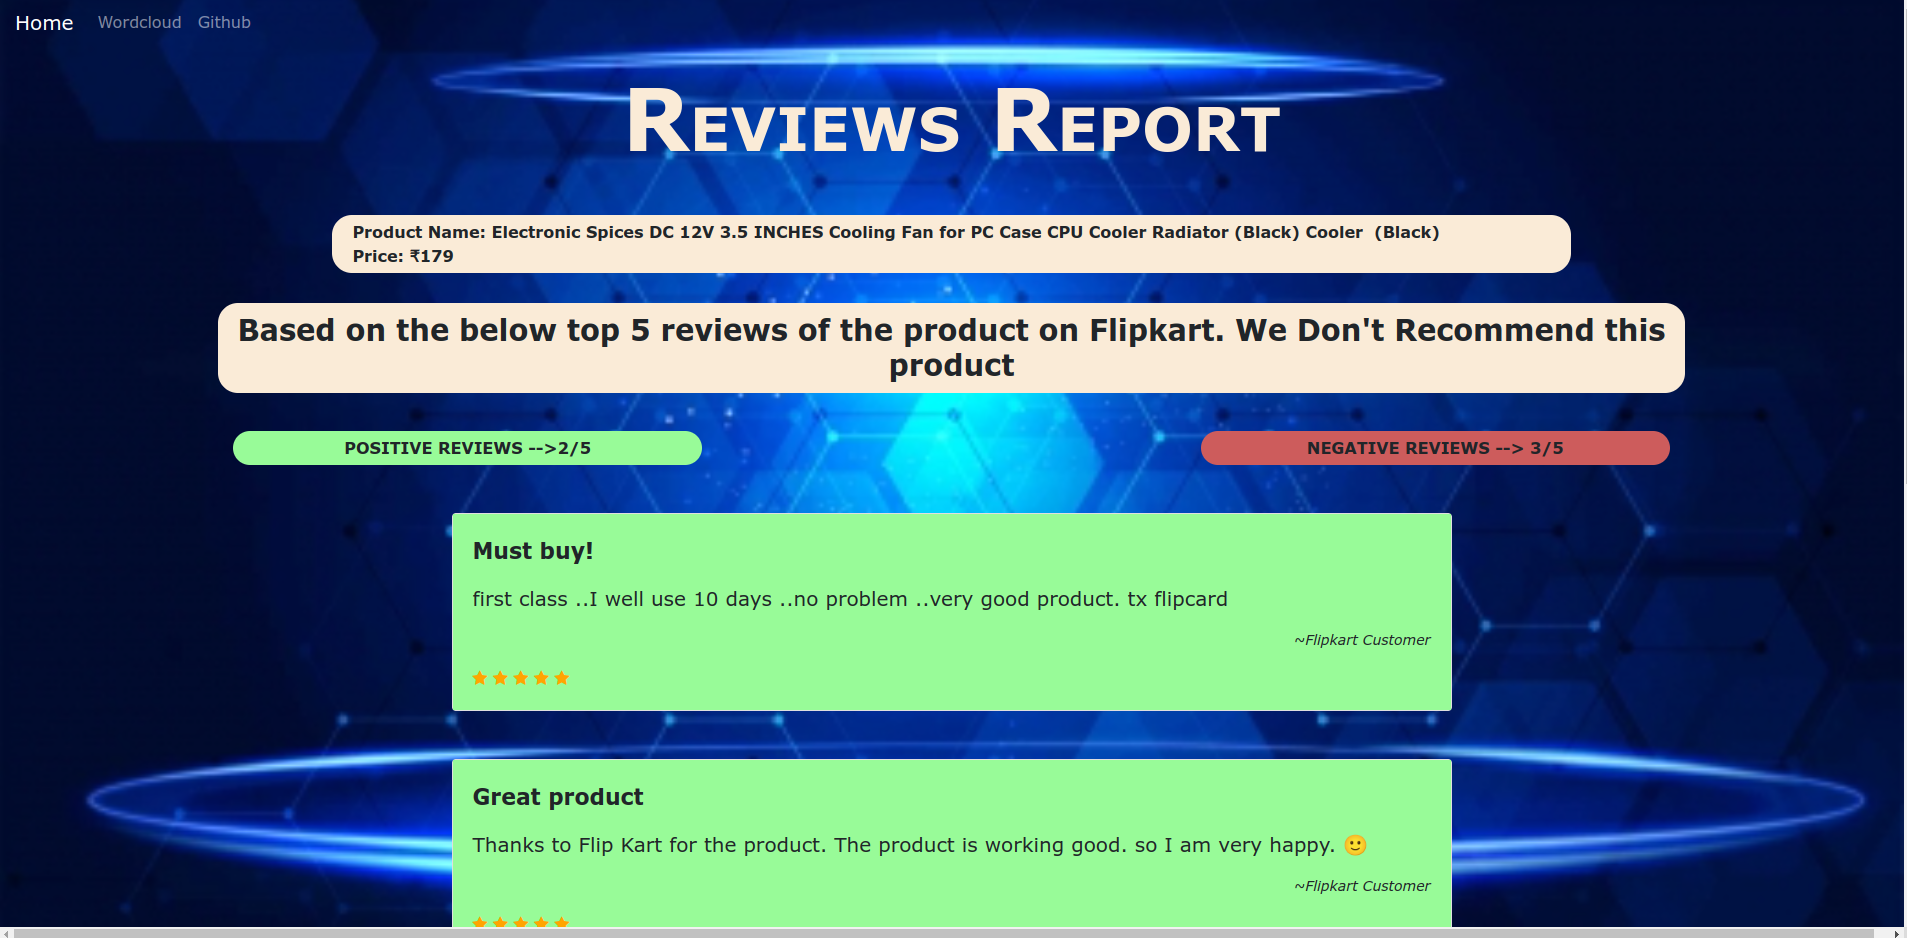 Home Wordcloud Github
Reviews Report
Product Name: Electronic Spices DC 12V 3.5 INCHES Cooling Fan for PC Case CPU Cooler Radiator (Black) Cooler  (Black)
Price: ₹179
Based on the below top 5 reviews of the product on Flipkart. We Don't Recommend this
product
POSITIVE REVIEWS -->2/5
NEGATIVE REVIEWS --> 3/5
Must buy!
first class ..I well use 10 days ..no problem ..very good product. tx flipcard
~Flipkart Customer
Great product
Thanks to Flip Kart for the product. The product is working good. so I am very happy. 🙂
~Flipkart Customer